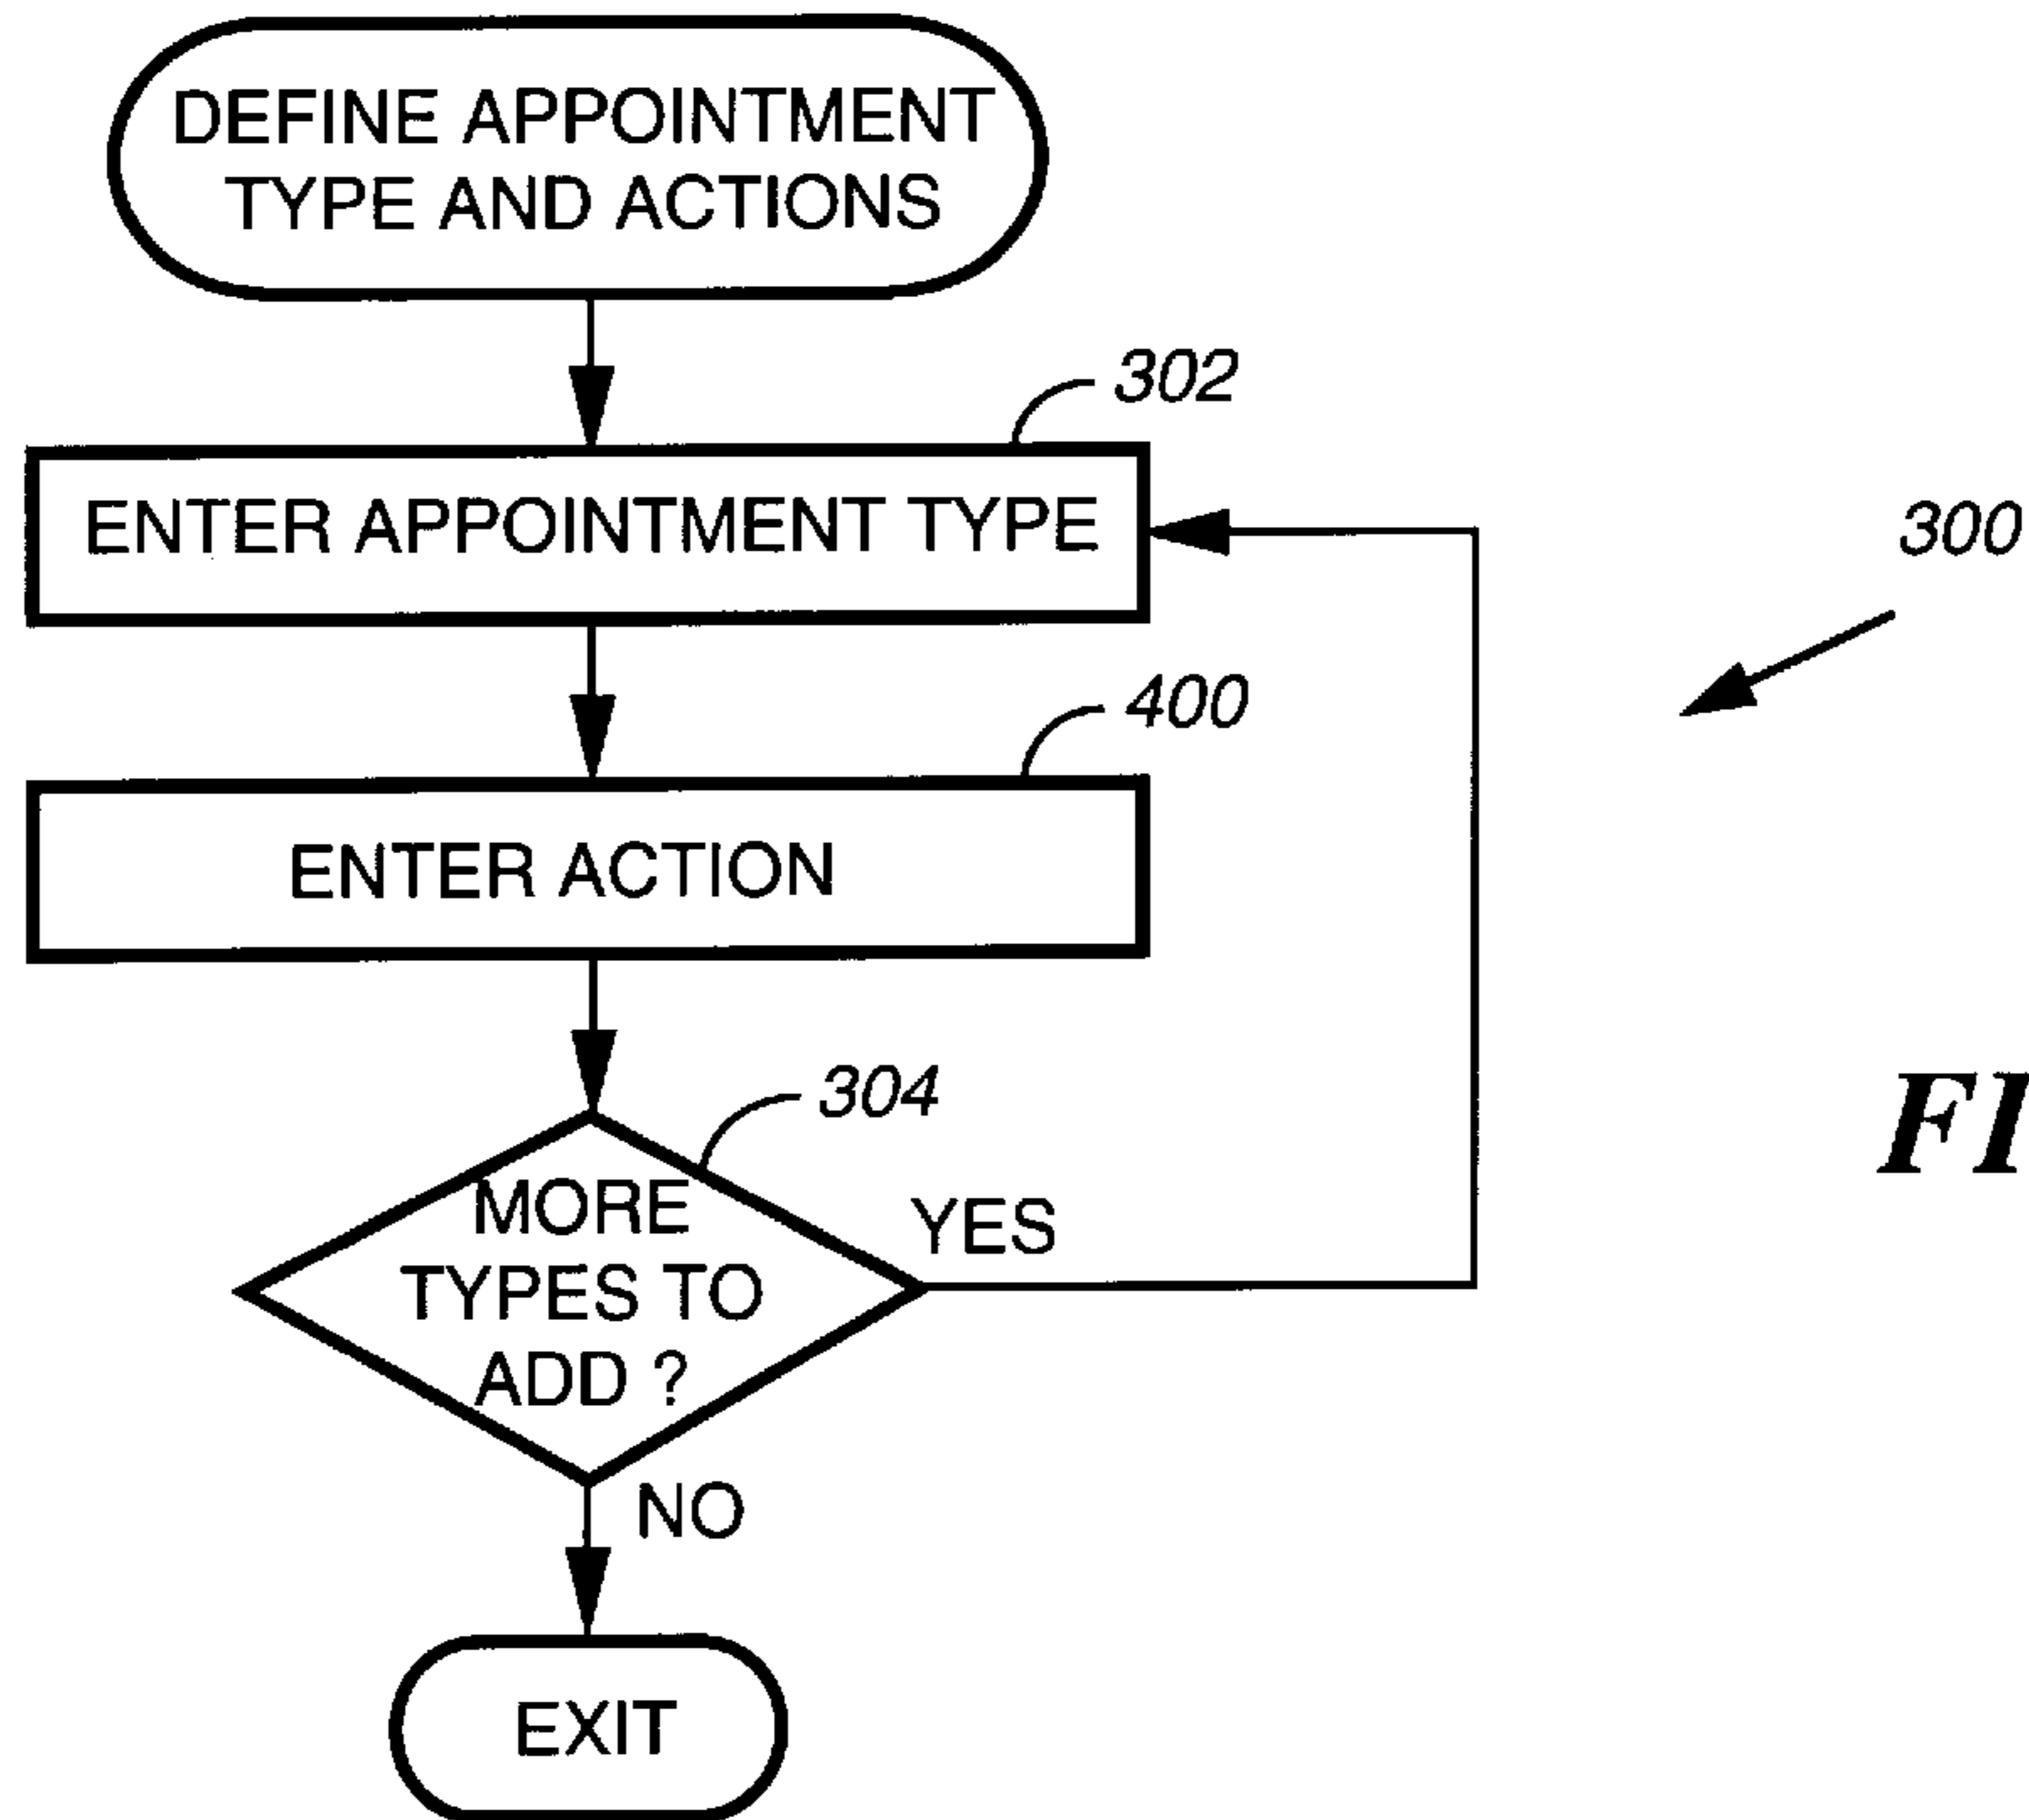 DEFINE APPOINTMENT
TYPE AND ACTIONS
302
ENTER APPOINTMENT TYPE
300
400
ENTER ACTION
304
MORE
TYPES TO
ADD ?
YES
NO
EXIT
FI